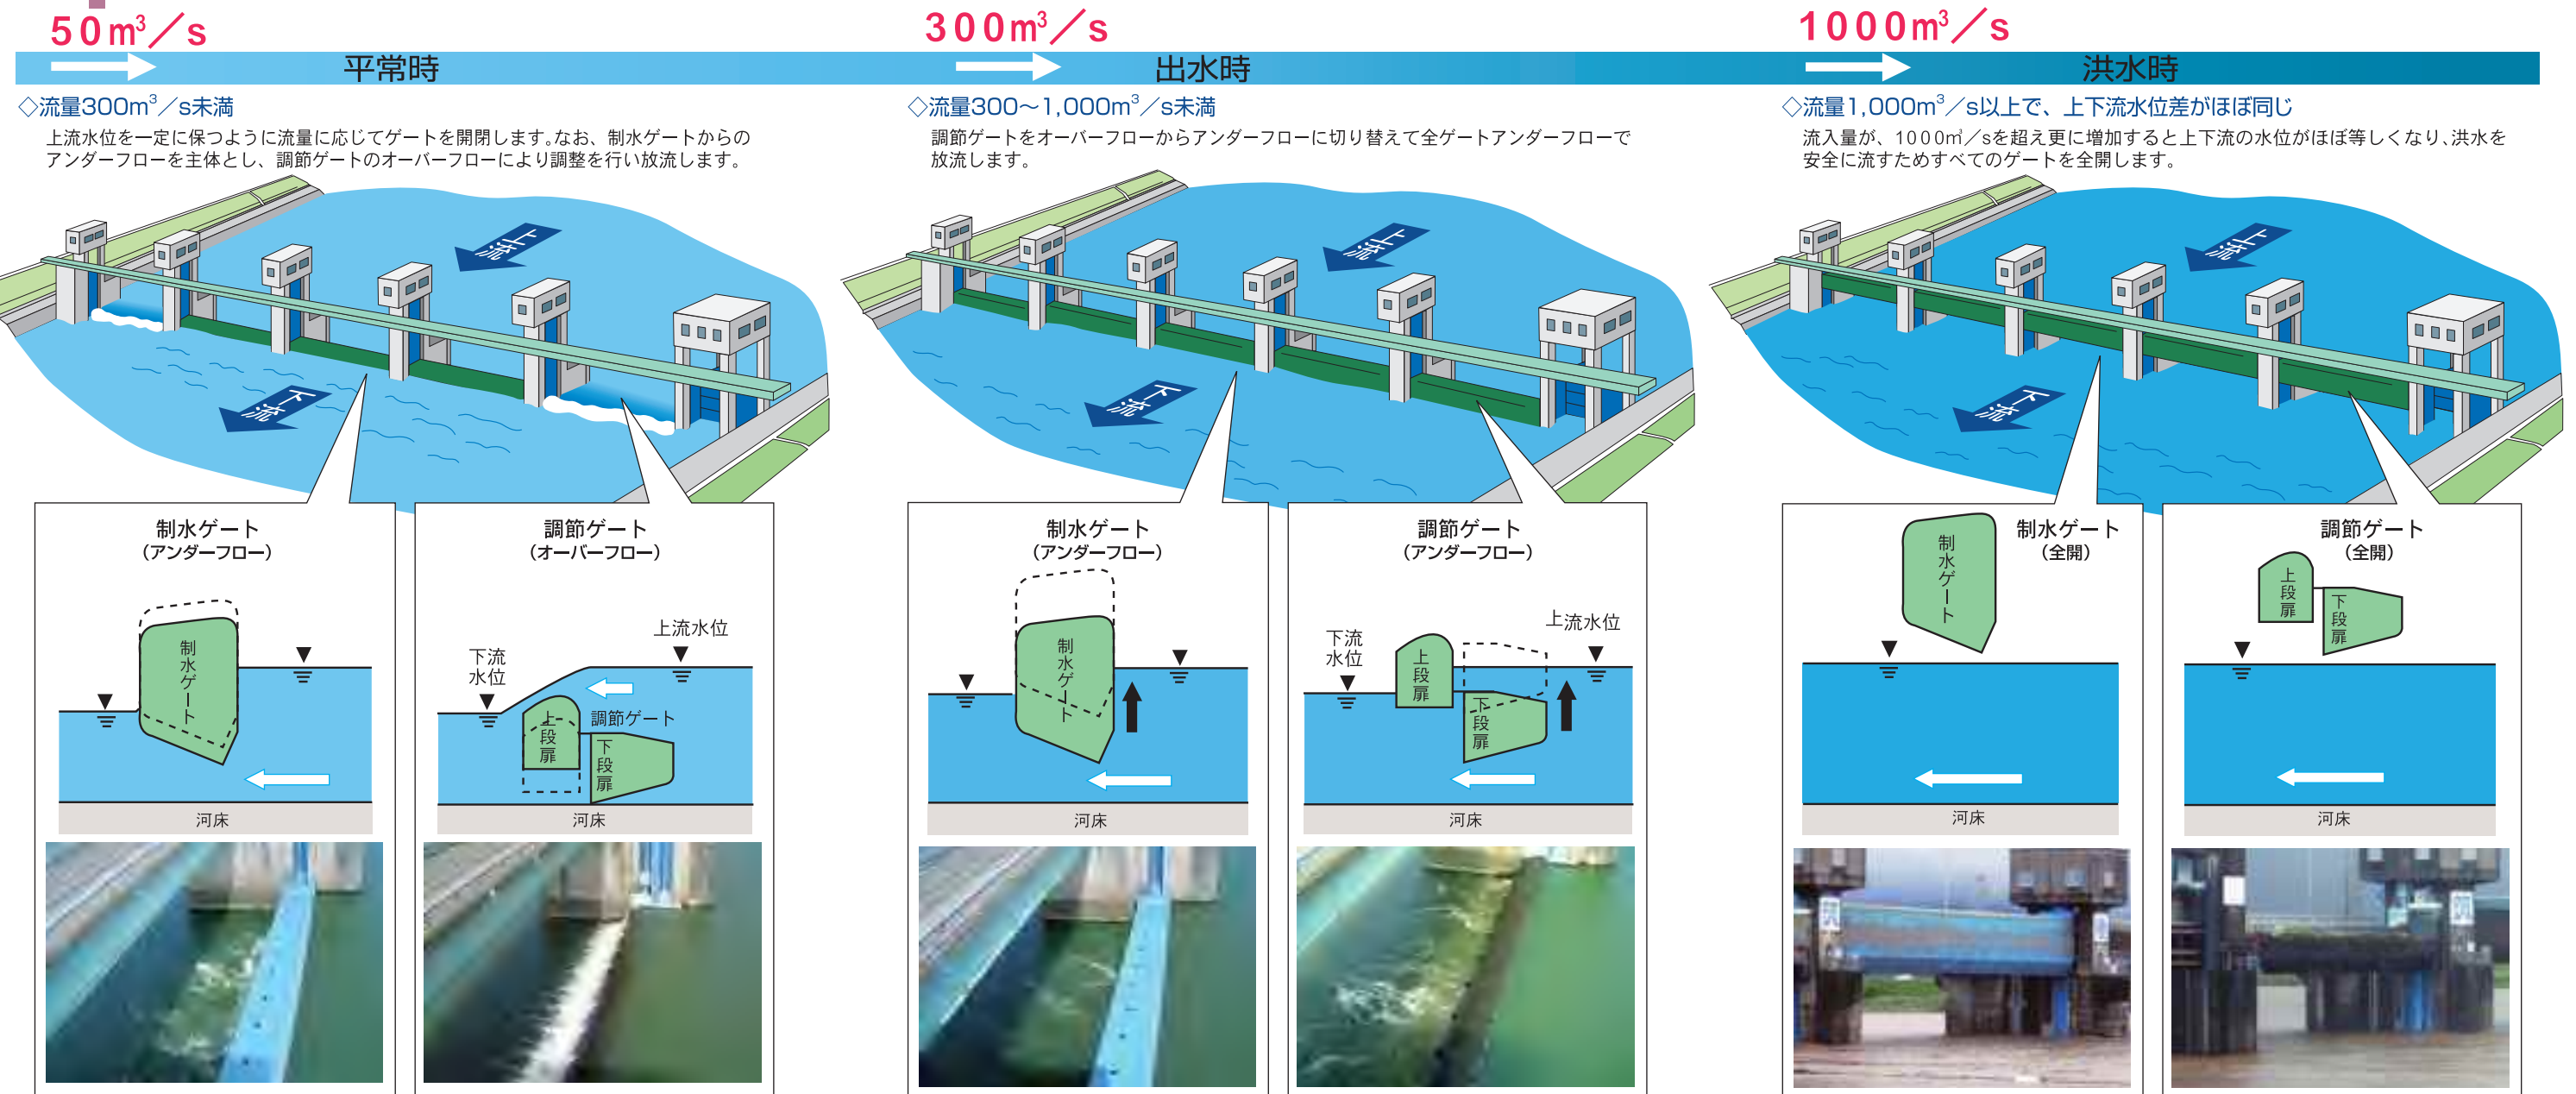 50m³／s
平常時
◇流量300m³／s未満
上流水位を一定に保つように流量に応じてゲートを開閉します。なお、制水ゲートからの
アンダーフローを主体とし、調節ゲートのオーバーフローにより調整を行い放流します。
上流
下流
制水ゲート
（アンダーフロー）
制水ゲート
河床
調節ゲート
（オーバーフロー）
上流水位
下流
水位
調節ゲート
上段扉
下段扉
河床
300m³／s
出水時
◇流量300～1,000m³／s未満
調節ゲートをオーバーフローからアンダーフローに切り替えて全ゲートアンダーフローで
放流します。
上流
下流
制水ゲート
（アンダーフロー）
制水ゲート
河床
調節ゲート
（アンダーフロー）
上流水位
下流
水位
上段扉
下段扉
河床
1000m³／s
洪水時
◇流量1,000m³／s以上で、上下流水位差がほぼ同じ
流入量が、1000㎥／sを超え更に増加すると上下流の水位がほぼ等しくなり、洪水を
安全に流すためすべてのゲートを全開します。
上流
下流
制水ゲート
（全開）
制水ゲート
河床
調節ゲート
（全開）
上段扉
下段扉
河床